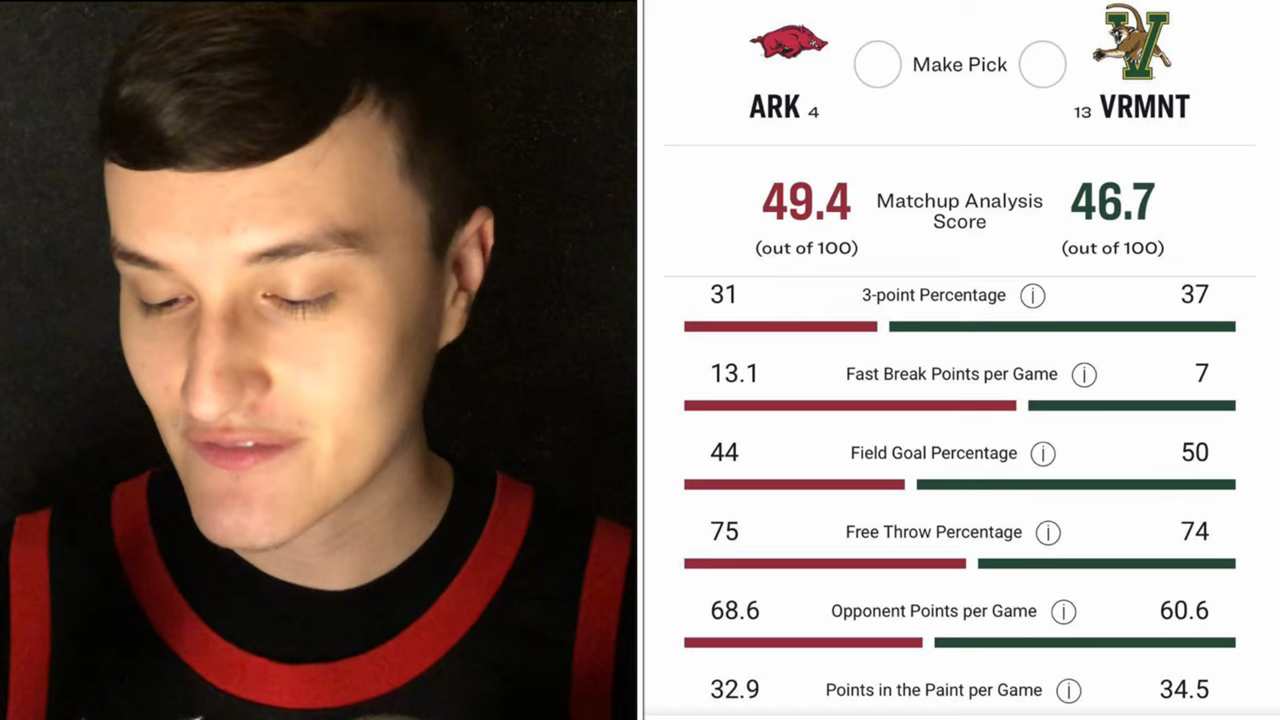 V
Make Pick
ARK 4
13 VRMNT
49.4 Matchup Analysis Score 46.7
(out of 100) (out of 100)
31 3-point Percentage i 37
13.1 Fast Break Points per Game i 7
44 Field Goal Percentage i 50
75 Free Throw Percentage i 74
68.6 Opponent Points per Game i 60.6
32.9 Points in the Paint per Game i 34.5